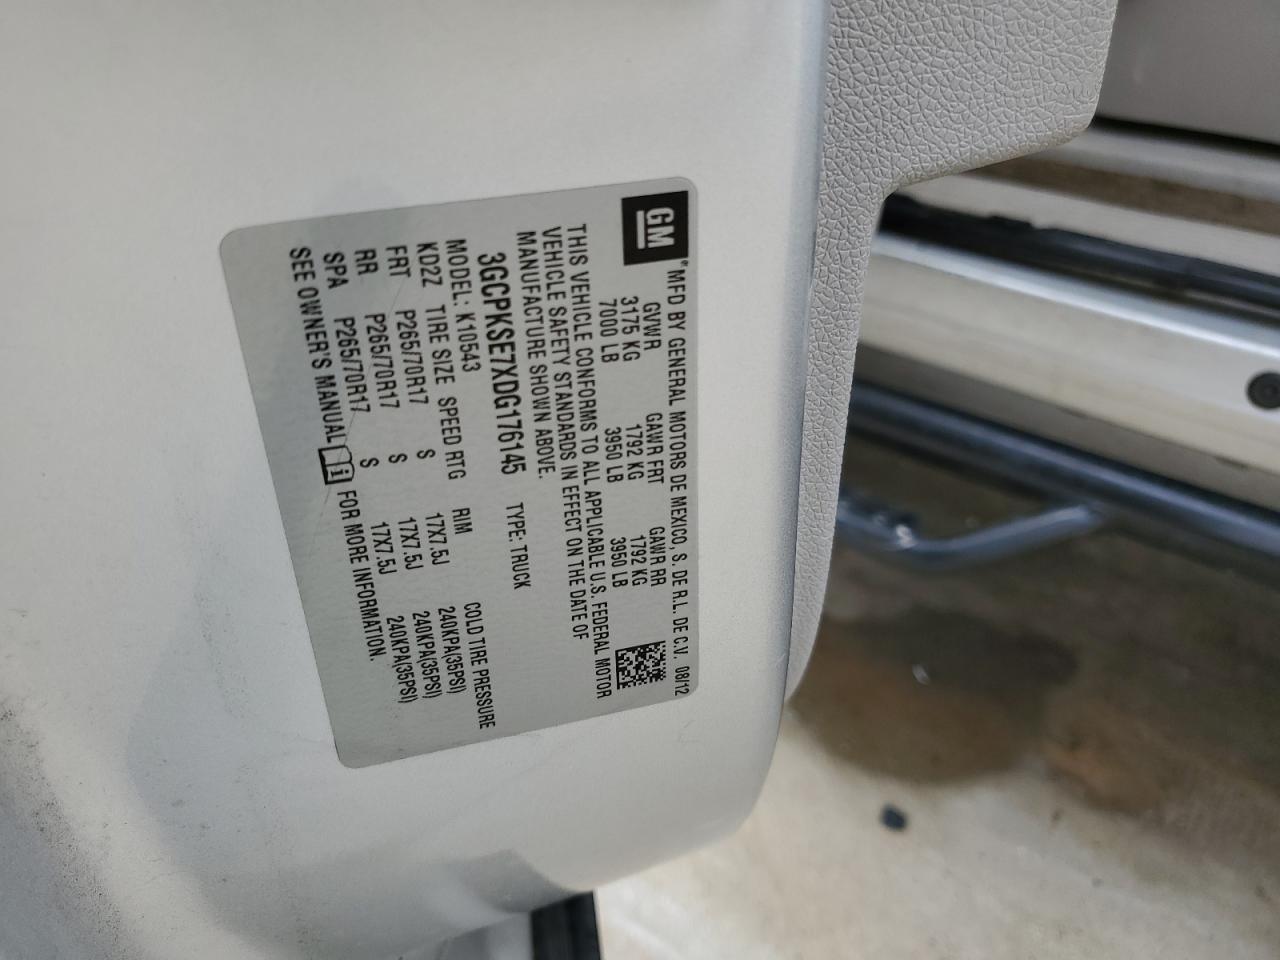 GM
MFD BY GENERAL MOTORS DE MEXICO, S. DE R.L. DE C.V. 08/12
GVWR GAWR FRT GAWR RR
3175 KG 1792 KG 1792 KG
7000 LB 3950 LB 3950 LB
THIS VEHICLE CONFORMS TO ALL APPLICABLE U.S. FEDERAL MOTOR
VEHICLE SAFETY STANDARDS IN EFFECT ON THE DATE OF
MANUFACTURE SHOWN ABOVE.
3GCPKSE7XDG176145 TYPE: TRUCK
MODEL: K10543
KD2Z TIRE SIZE SPEED RTG RIM COLD TIRE PRESSURE
FRT P265/70R17 S 17X7.5J 240KPA(35PSI)
RR P265/70R17 S 17X7.5J 240KPA(35PSI)
SPA P265/70R17 S 17X7.5J 240KPA(35PSI)
SEE OWNER'S MANUAL i FOR MORE INFORMATION.